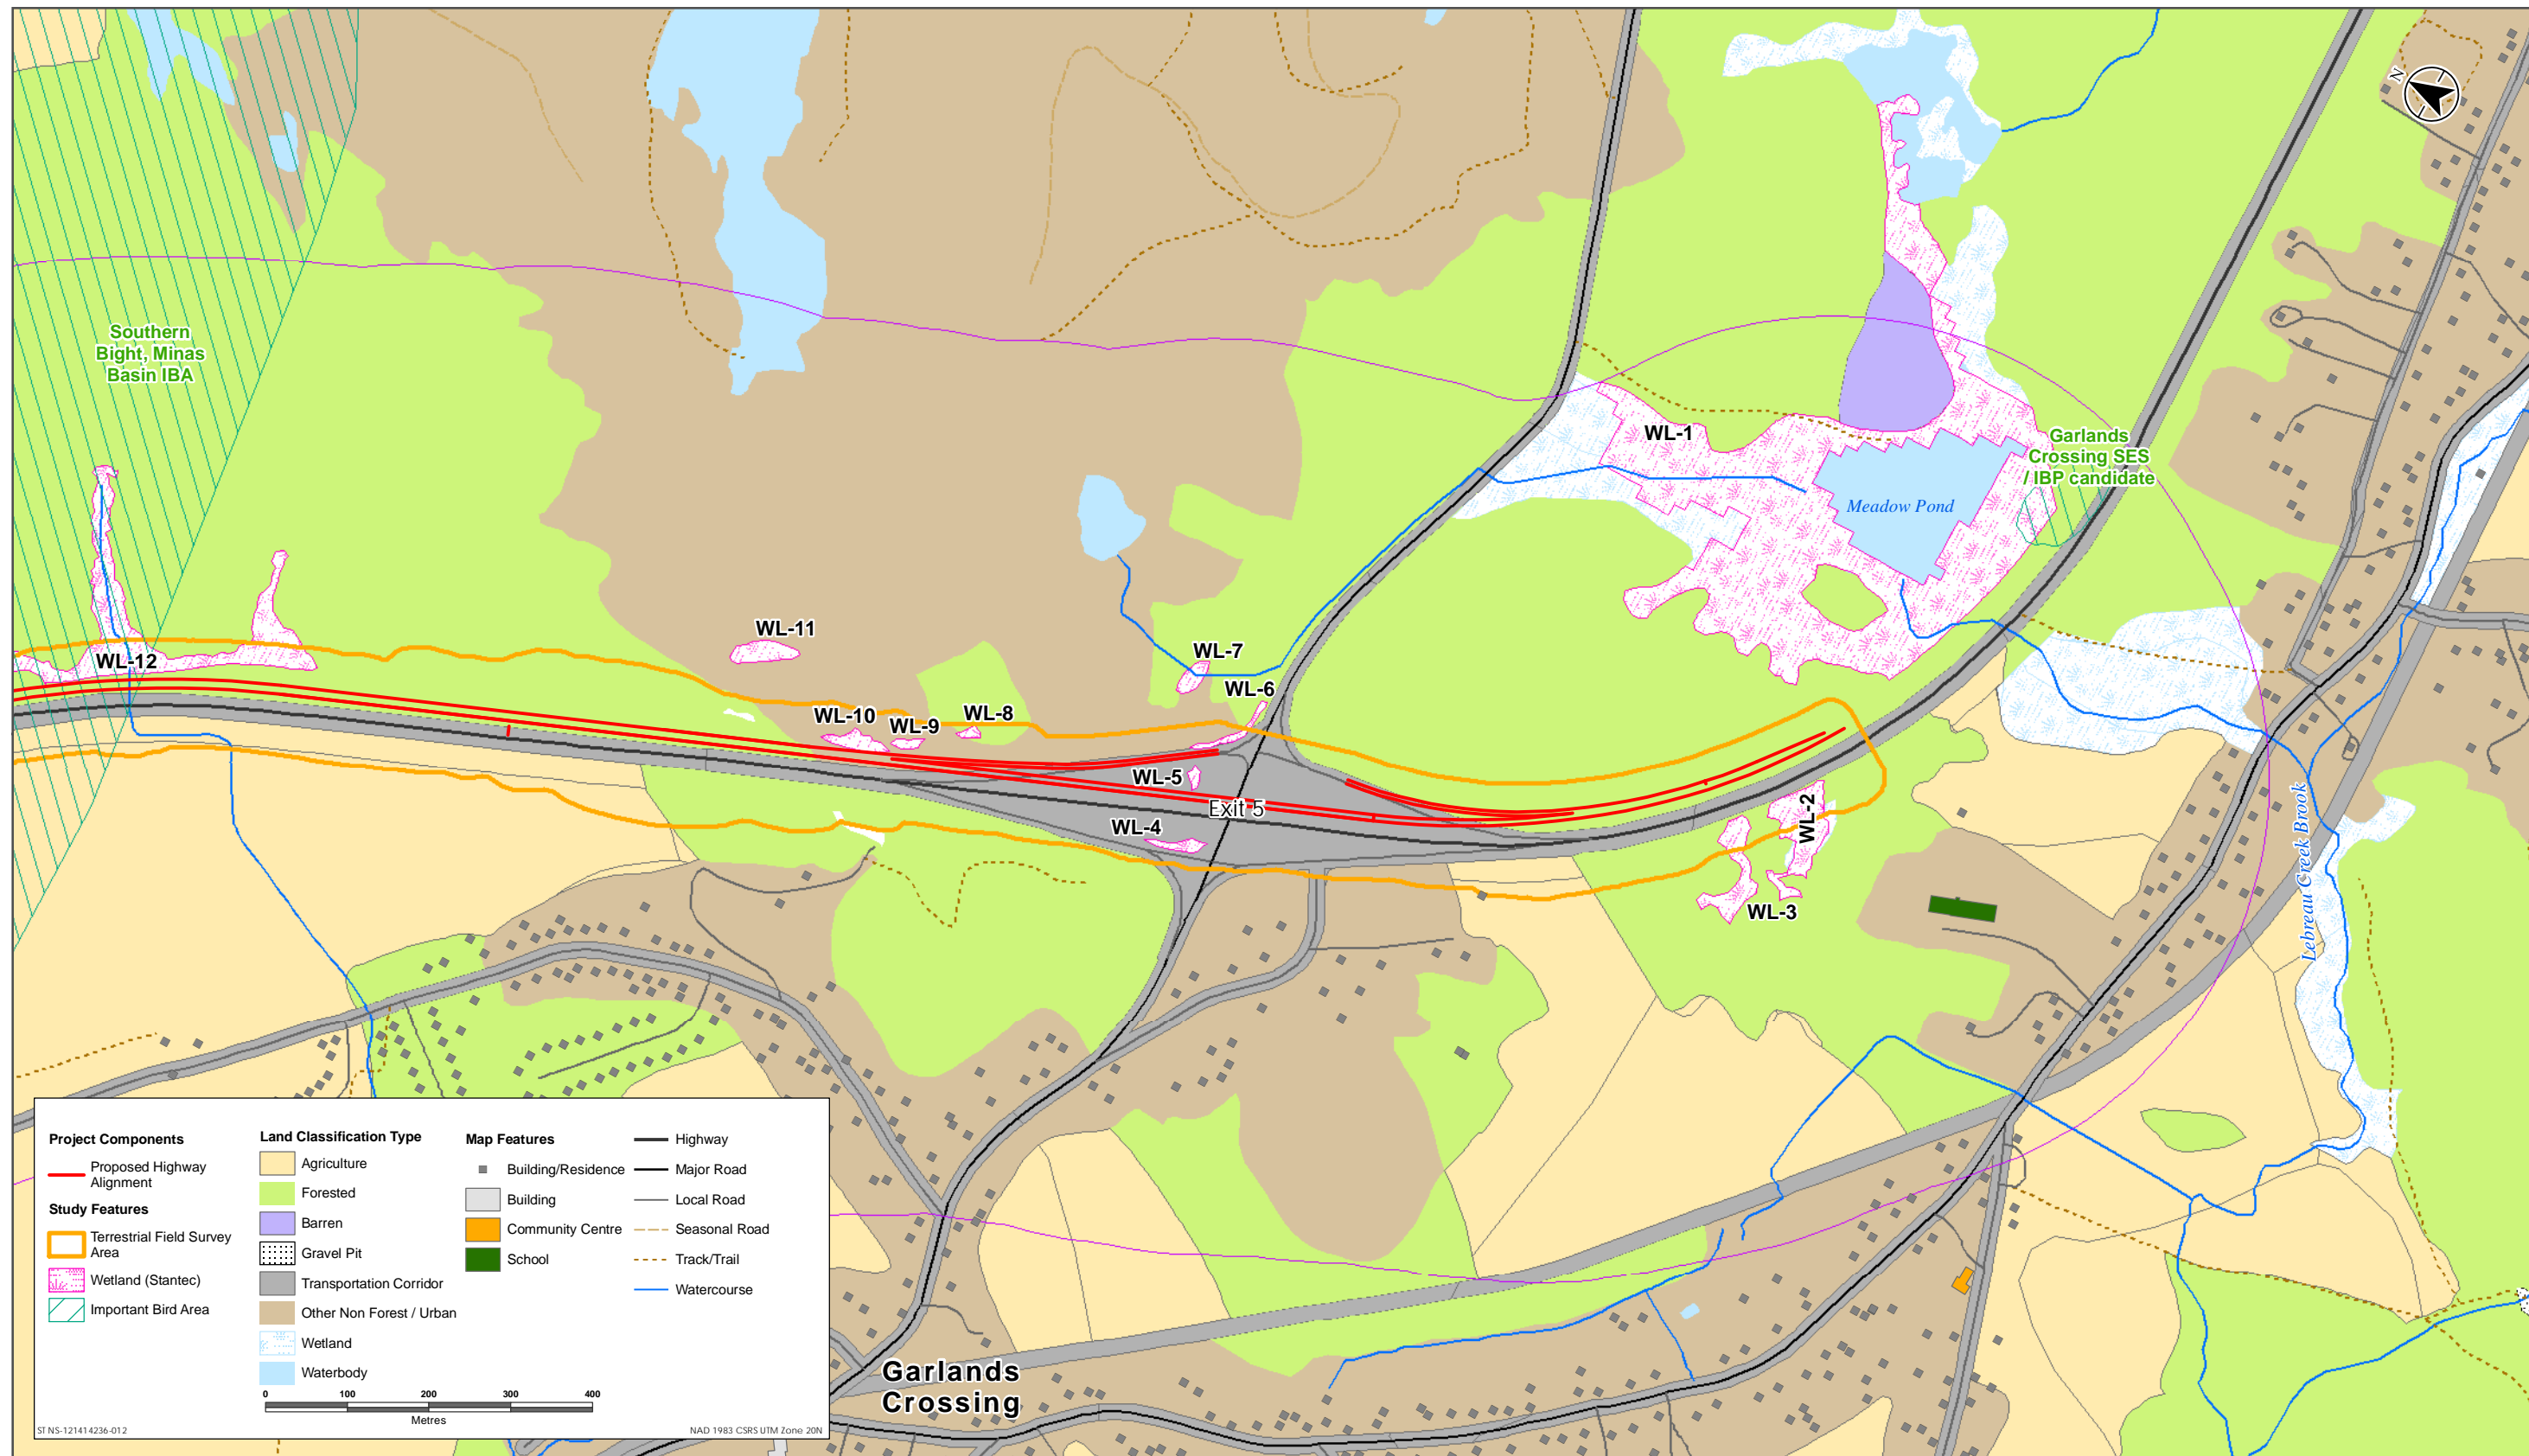 N
Southern
Bight, Minas
Basin IBA
WL-1
Garlands
Crossing SES
/ IBP candidate
Meadow Pond
WL-11
WL-7
WL-12
WL-6
WL-10
WL-9
WL-8
WL-5
Exit 5
WL-4
WL-2
WL-3
Lebreau Creek Brook
Garlands
Crossing
Project Components
Proposed Highway
Alignment
Study Features
Terrestrial Field Survey
Area
Wetland (Stantec)
Important Bird Area
Land Classification Type
Agriculture
Forested
Barren
Gravel Pit
Transportation Corridor
Other Non Forest / Urban
Wetland
Waterbody
Map Features
Building/Residence
Building
Community Centre
School
Highway
Major Road
Local Road
Seasonal Road
Track/Trail
Watercourse
0 100 200 300 400
Metres
ST NS-121414236-012
NAD 1983 CSRS UTM Zone 20N